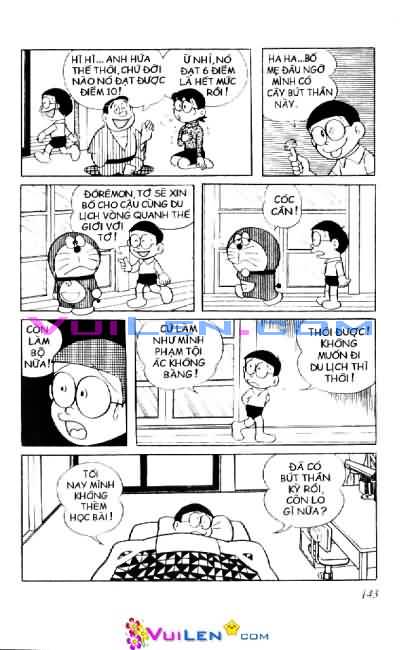 HĨ HĨ... ANH HỨA
THẾ THÔI, CHỨ ĐỜI
NÀO NÓ ĐẠT ĐƯỢC
ĐIỂM 10!
Ừ NHỈ, NÓ
ĐẠT 6 ĐIỂM
LÀ HẾT MỨC
RỒI!
HA HA...BỐ
MẸ ĐÂU NGỜ
MÌNH CÓ
CÂY BÚT THẦN
NÀY.
ĐÔRÊMON, TỚ SẼ XIN
BỐ CHO CẬU CÙNG DU
LỊCH VÒNG QUANH THẾ
GIỚI VỚI
TỚ!
CÓC
CẦN!
CÒN
LÀM
BỘ
NỮA!
CỨ LÀM
NHƯ MÌNH
PHẠM TỘI
ÁC KHÔNG
BẰNG!
THÔI ĐƯỢC!
KHÔNG
MUỐN ĐI
DU LỊCH THÌ
THÔI!
VUILEN.COM
TỐI
NAY MÌNH
KHÔNG
THÈM
HỌC BÀI!
ĐÃ CÓ
BÚT THẦN
KỲ RỒI,
CÒN LO
GÌ NỮA?
143
VUILEN.COM